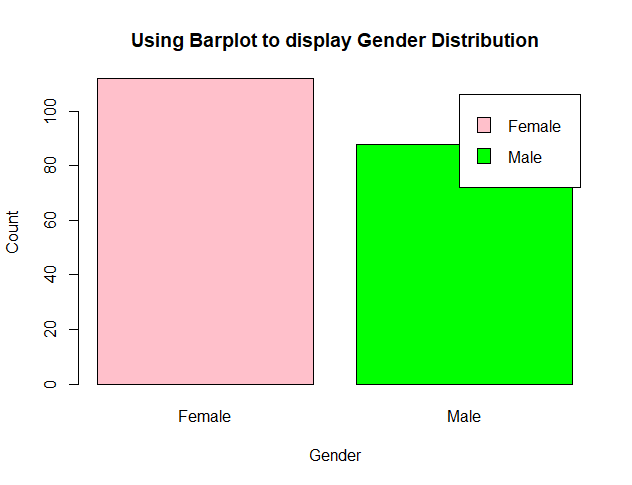 Using Barplot to display Gender Distribution
Count
100
80
60
40
20
0
Female
Male
Female
Male
Gender